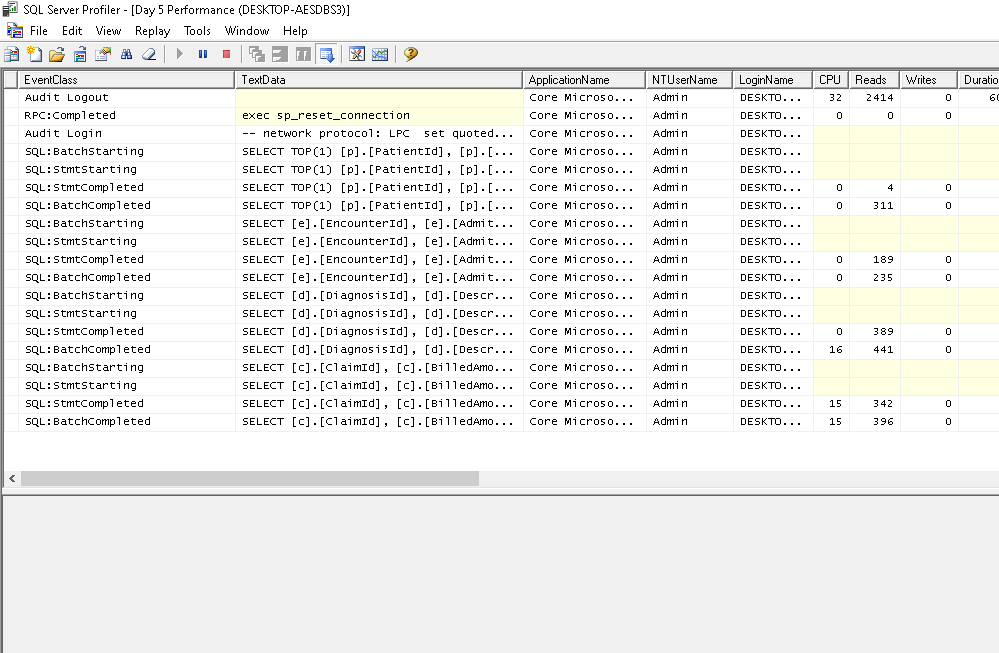 SQL Server Profiler - [Day 5 Performance (DESKTOP-AESDBS3)]
File Edit View Replay Tools Window Help
EventClass TextData ApplicationName NTUserName LoginName CPU Reads Writes Duratio
Audit Logout Core Microso... Admin DESKTO... 32 2414 0 60
RPC:Completed exec sp_reset_connection Core Microso... Admin DESKTO... 0 0 0
Audit Login -- network protocol: LPC set quoted... Core Microso... Admin DESKTO...
SQL:BatchStarting SELECT TOP(1) [p].[PatientId], [p].[... Core Microso... Admin DESKTO...
SQL:StmtStarting SELECT TOP(1) [p].[PatientId], [p].[... Core Microso... Admin DESKTO...
SQL:StmtCompleted SELECT TOP(1) [p].[PatientId], [p].[... Core Microso... Admin DESKTO... 0 4 0
SQL:BatchCompleted SELECT TOP(1) [p].[PatientId], [p].[... Core Microso... Admin DESKTO... 0 311 0
SQL:BatchStarting SELECT [e].[EncounterId], [e].[Admit... Core Microso... Admin DESKTO...
SQL:StmtStarting SELECT [e].[EncounterId], [e].[Admit... Core Microso... Admin DESKTO...
SQL:StmtCompleted SELECT [e].[EncounterId], [e].[Admit... Core Microso... Admin DESKTO... 0 189 0
SQL:BatchCompleted SELECT [e].[EncounterId], [e].[Admit... Core Microso... Admin DESKTO... 0 235 0
SQL:BatchStarting SELECT [d].[DiagnosisId], [d].[Descr... Core Microso... Admin DESKTO...
SQL:StmtStarting SELECT [d].[DiagnosisId], [d].[Descr... Core Microso... Admin DESKTO...
SQL:StmtCompleted SELECT [d].[DiagnosisId], [d].[Descr... Core Microso... Admin DESKTO... 0 389 0
SQL:BatchCompleted SELECT [d].[DiagnosisId], [d].[Descr... Core Microso... Admin DESKTO... 16 441 0
SQL:BatchStarting SELECT [c].[ClaimId], [c].[BilledAmo... Core Microso... Admin DESKTO...
SQL:StmtStarting SELECT [c].[ClaimId], [c].[BilledAmo... Core Microso... Admin DESKTO...
SQL:StmtCompleted SELECT [c].[ClaimId], [c].[BilledAmo... Core Microso... Admin DESKTO... 15 342 0
SQL:BatchCompleted SELECT [c].[ClaimId], [c].[BilledAmo... Core Microso... Admin DESKTO... 15 396 0